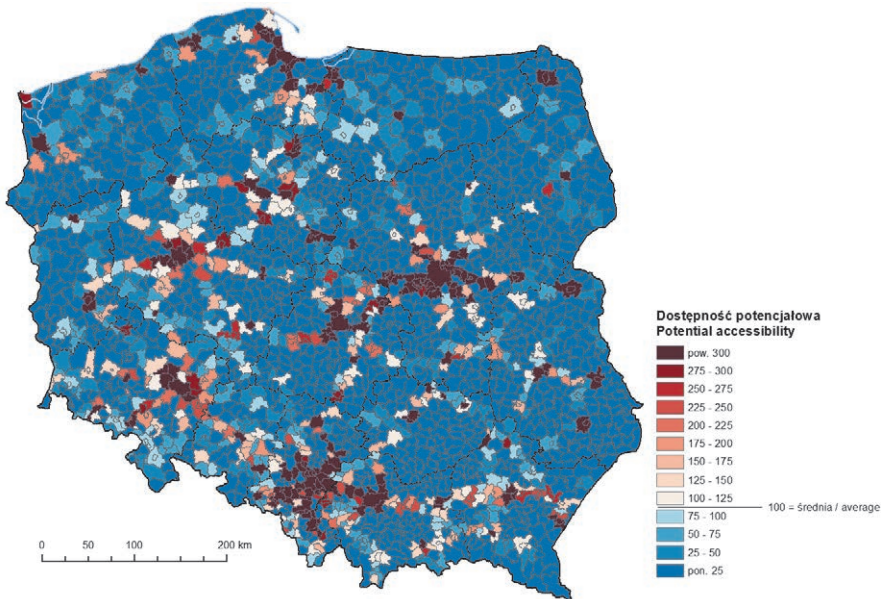 Dostępność potencjałowa
Potential accessibility
pow. 300
275 - 300
250 - 275
225 - 250
200 - 225
175 - 200
150 - 175
125 - 150
100 - 125
100 = średnia / average
75 - 100
50 - 75
25 - 50
pon. 25
0 50 100 200 km